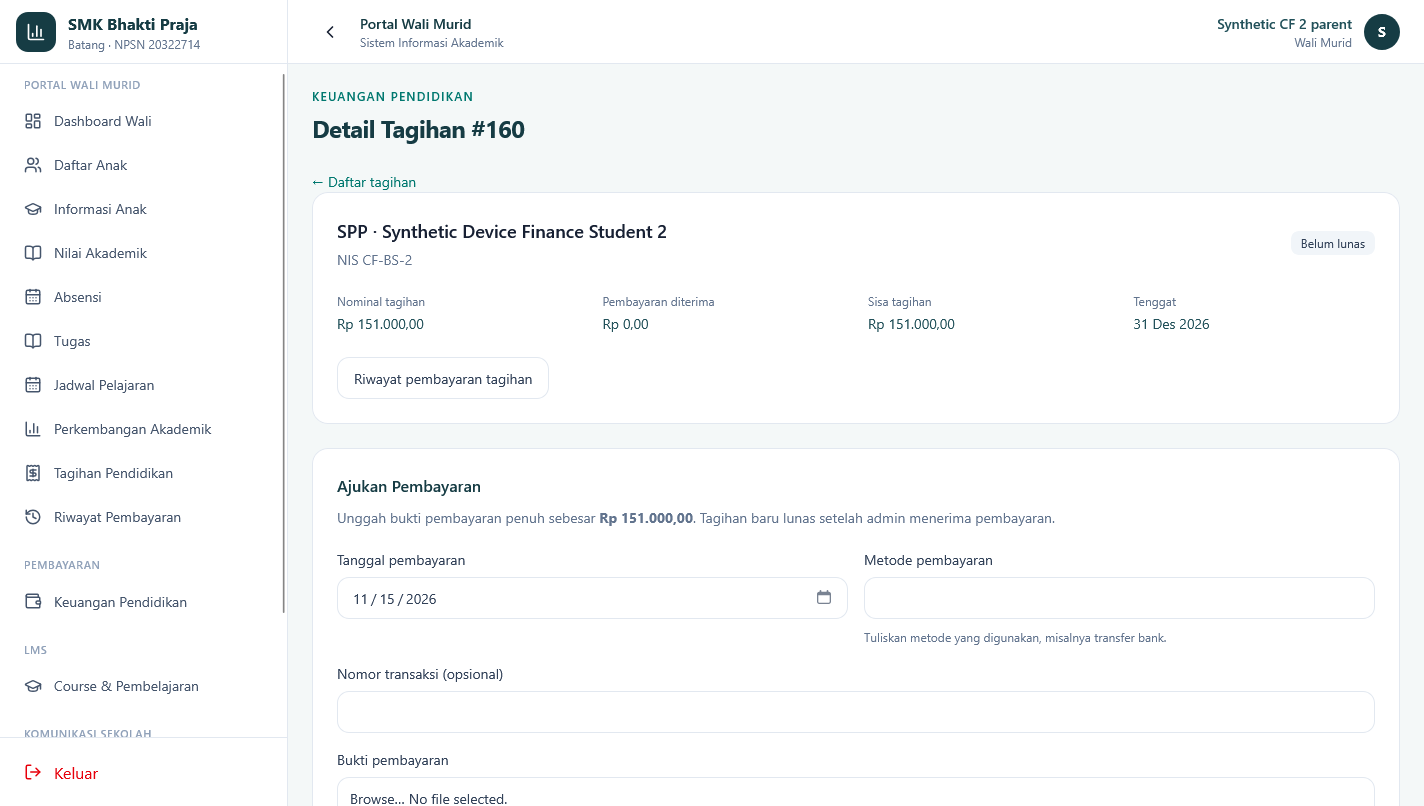 SMK Bhakti Praja
Batang · NPSN 20322714
PORTAL WALI MURID
Dashboard Wali
Daftar Anak
Informasi Anak
Nilai Akademik
Absensi
Tugas
Jadwal Pelajaran
Perkembangan Akademik
Tagihan Pendidikan
Riwayat Pembayaran
PEMBAYARAN
Keuangan Pendidikan
LMS
Course & Pembelajaran
KOMUNIKASI SEKOLAH
Keluar
Portal Wali Murid
Sistem Informasi Akademik
Synthetic CF 2 parent
Wali Murid
S
KEUANGAN PENDIDIKAN
Detail Tagihan #160
← Daftar tagihan
SPP · Synthetic Device Finance Student 2
NIS CF-BS-2
Belum lunas
Nominal tagihan
Rp 151.000,00
Pembayaran diterima
Rp 0,00
Sisa tagihan
Rp 151.000,00
Tenggat
31 Des 2026
Riwayat pembayaran tagihan
Ajukan Pembayaran
Unggah bukti pembayaran penuh sebesar Rp 151.000,00. Tagihan baru lunas setelah admin menerima pembayaran.
Tanggal pembayaran
11 / 15 / 2026
Metode pembayaran
Tuliskan metode yang digunakan, misalnya transfer bank.
Nomor transaksi (opsional)
Bukti pembayaran
Browse... No file selected.